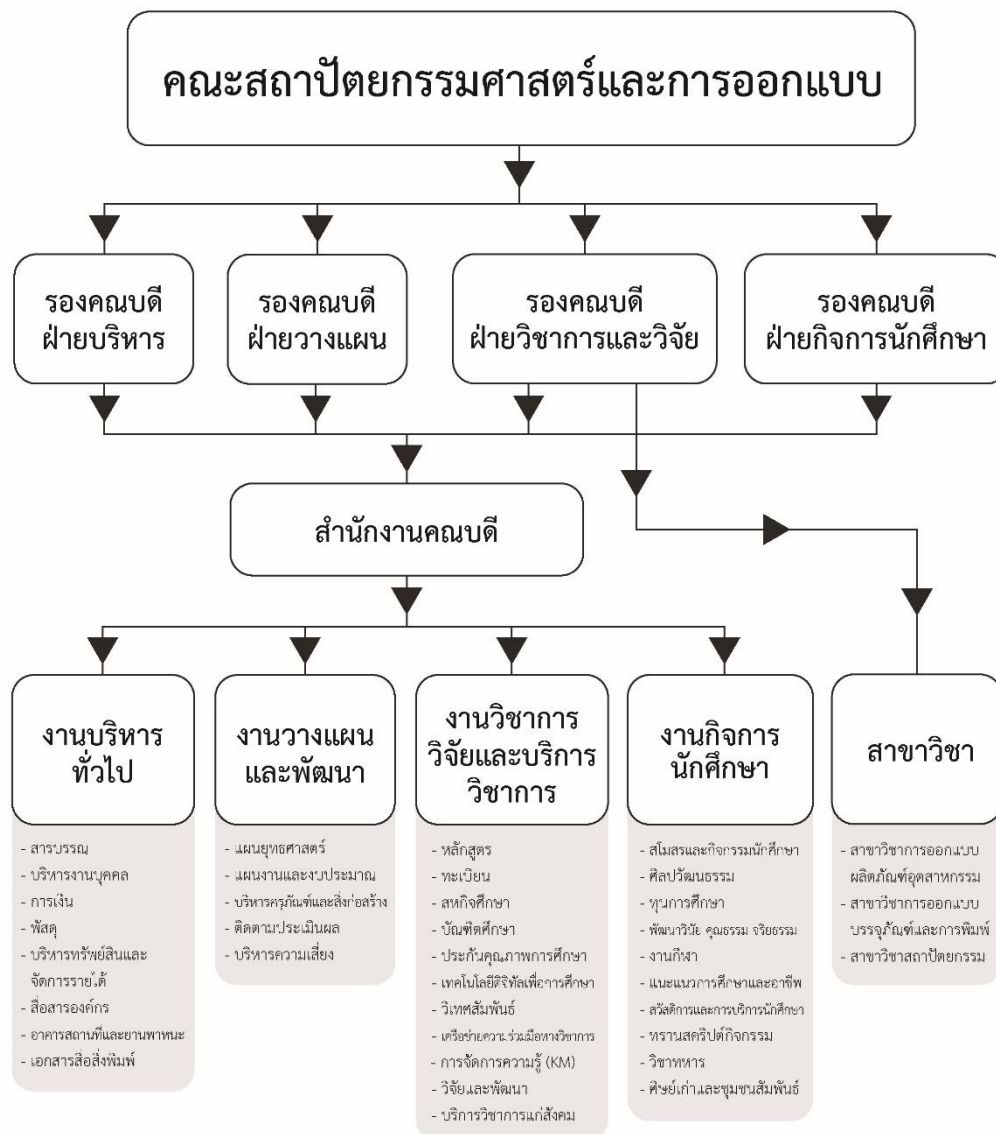 คณะสถาปัตยกรรมศาสตร์และการออกแบบ
รองคณบดี
ฝ่ายบริหาร
รองคณบดี
ฝ่ายวางแผน
รองคณบดี
ฝ่ายวิชาการและวิจัย
รองคณบดี
ฝ่ายกิจการนักศึกษา
สำนักงานคณบดี
งานบริหาร
ทั่วไป
- สารบรรณ
- บริหารงานบุคคล
- การเงิน
- พัสดุ
- บริหารทรัพย์สินและ
จัดการรายได้
- สื่อสารองค์กร
- อาคารสถานที่และยานพาหนะ
- เอกสารสื่อสิ่งพิมพ์
งานวางแผน
และพัฒนา
- แผนยุทธศาสตร์
- แผนงานและงบประมาณ
- บริหารครุภัณฑ์และสิ่งก่อสร้าง
- ติดตามประเมินผล
- บริหารความเสี่ยง
งานวิชาการ
วิจัยและบริการ
วิชาการ
- หลักสูตร
- ทะเบียน
- สหกิจศึกษา
- บัณฑิตศึกษา
- ประกันคุณภาพการศึกษา
- เทคโนโลยีดิจิทัลเพื่อการศึกษา
- วิเทศสัมพันธ์
- เครือข่ายความร่วมมือทางวิชาการ
- การจัดการความรู้ (KM)
- วิจัยและพัฒนา
- บริการวิชาการแก่สังคม
งานกิจการ
นักศึกษา
- สโมสรและกิจกรรมนักศึกษา
- ศิลปวัฒนธรรม
- ทุนการศึกษา
- พัฒนาวินัย คุณธรรม จริยธรรม
- งานกีฬา
- แนะแนวการศึกษาและอาชีพ
- สวัสดิการและการบริการนักศึกษา
- ทรานสคริปต์กิจกรรม
- วิชาทหาร
- ศิษย์เก่าและชุมชนสัมพันธ์
สาขาวิชา
- สาขาวิชาการออกแบบ
ผลิตภัณฑ์อุตสาหกรรม
- สาขาวิชาการออกแบบ
บรรจุภัณฑ์และการพิมพ์
- สาขาวิชาสถาปัตยกรรม